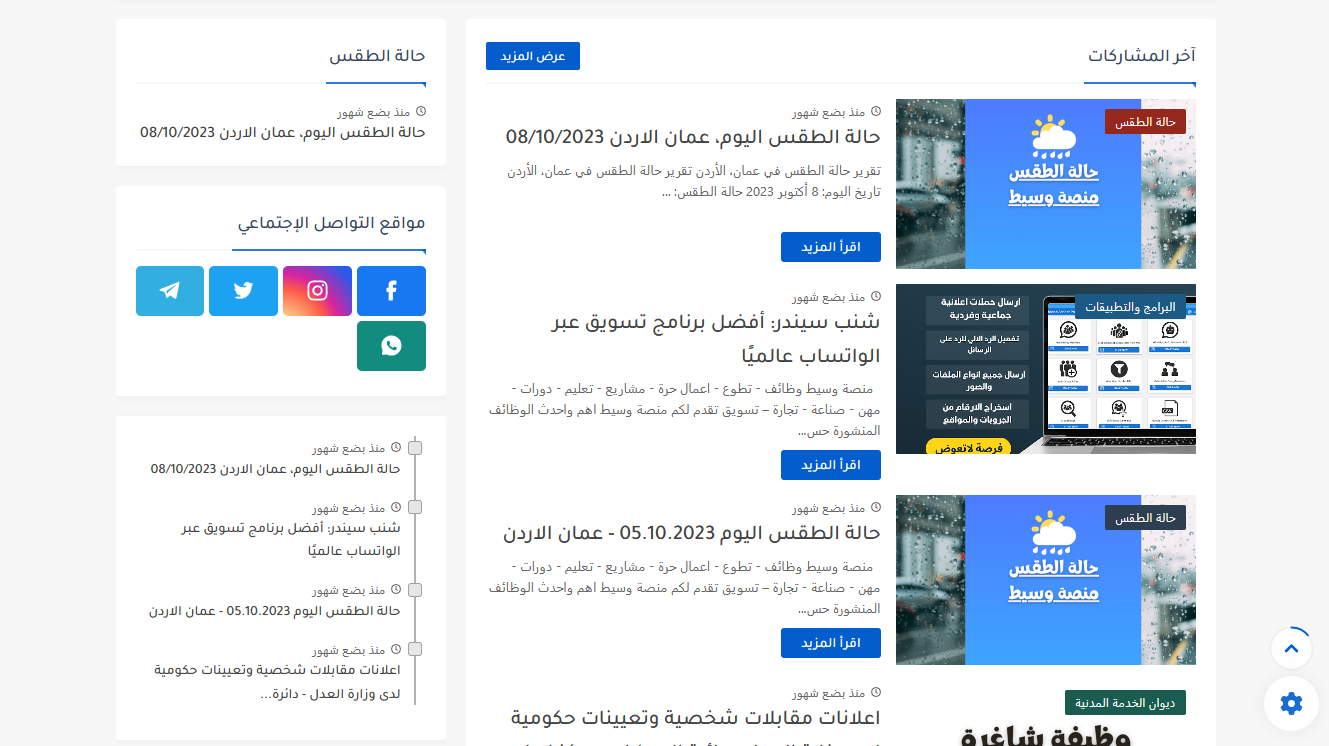 آخر المشاركات
عرض المزيد
حالة الطقس
حالة الطقس
منصة وسيط
منذ بضع شهور
حالة الطقس اليوم، عمان الاردن 08/10/2023
تقرير حالة الطقس في عمان، الأردن تقرير حالة الطقس في عمان، الأردن
تاريخ اليوم: 8 أكتوبر 2023 حالة الطقس: ...
اقرأ المزيد
البرامج والتطبيقات
ارسال حملات اعلانية
جماعية وفردية
تفعيل الرد الالي للرد على
الرسائل
ارسال جميع انواع الملفات
والصور
استخراج الارقام من
الجروبات والمواقع
فرصة لاتعوض
منذ بضع شهور
شنب سيندر: أفضل برنامج تسويق عبر
الواتساب عالميًا
منصة وسيط وظائف - تطوع - اعمال حرة - مشاريع - تعليم - دورات -
مهن - صناعة - تجارة – تسويق تقدم لكم منصة وسيط اهم واحدث الوظائف
المنشورة حس...
اقرأ المزيد
حالة الطقس
حالة الطقس
منصة وسيط
منذ بضع شهور
حالة الطقس اليوم 05.10.2023 - عمان الاردن
منصة وسيط وظائف - تطوع - اعمال حرة - مشاريع - تعليم - دورات -
مهن - صناعة - تجارة – تسويق تقدم لكم منصة وسيط اهم واحدث الوظائف
المنشورة حس...
اقرأ المزيد
ديوان الخدمة المدنية
وظيفة شاغرة
منذ بضع شهور
اعلانات مقابلات شخصية وتعيينات حكومية
حالة الطقس
منذ بضع شهور
حالة الطقس اليوم، عمان الاردن 08/10/2023
مواقع التواصل الإجتماعي
منذ بضع شهور
حالة الطقس اليوم، عمان الاردن 08/10/2023
منذ بضع شهور
شنب سيندر: أفضل برنامج تسويق عبر
الواتساب عالميًا
منذ بضع شهور
حالة الطقس اليوم 05.10.2023 - عمان الاردن
منذ بضع شهور
اعلانات مقابلات شخصية وتعيينات حكومية
لدى وزارة العدل - دائرة...